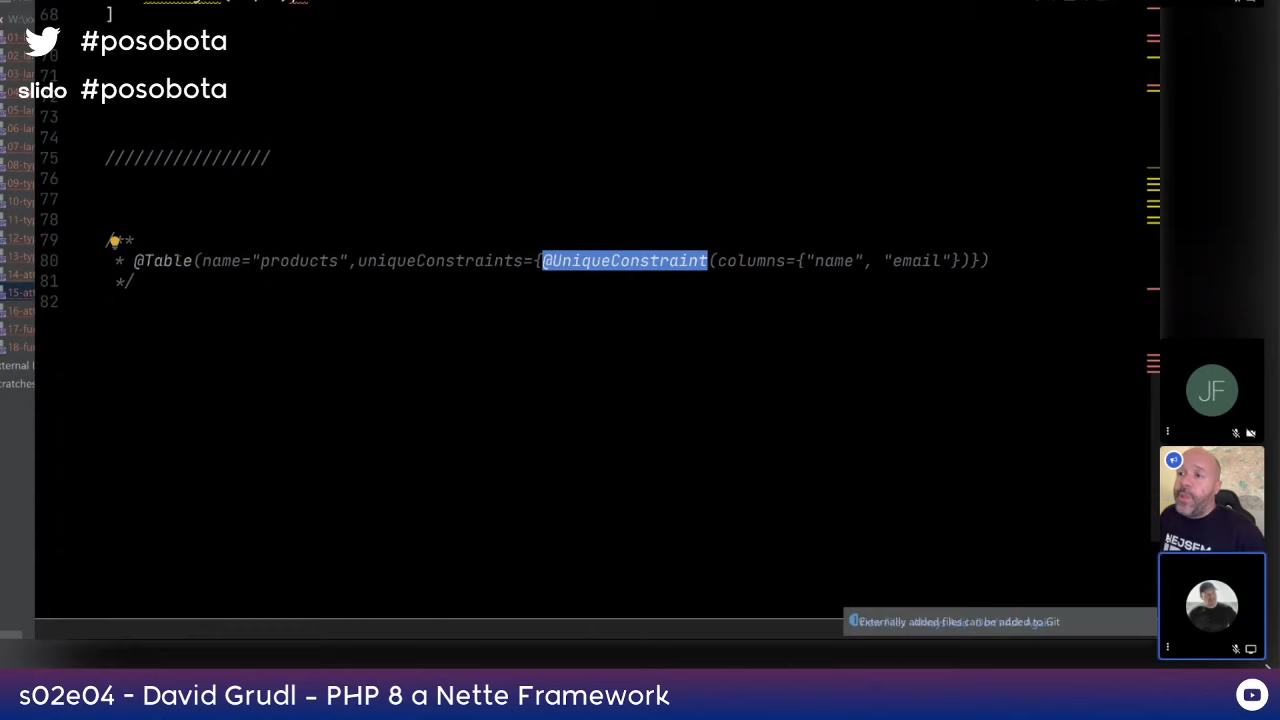 68 ]
#posobota
slido #posobota
71
73
74
75 /////////////////
76
77
78
79 /**
80 * @Table(name="products",uniqueConstraints={@UniqueConstraint(columns={"name", "email"})})
81 */
82
JF
NEJSEM
Externally added files can be added to Git
s02e04 - David Grudl – PHP 8 a Nette Framework